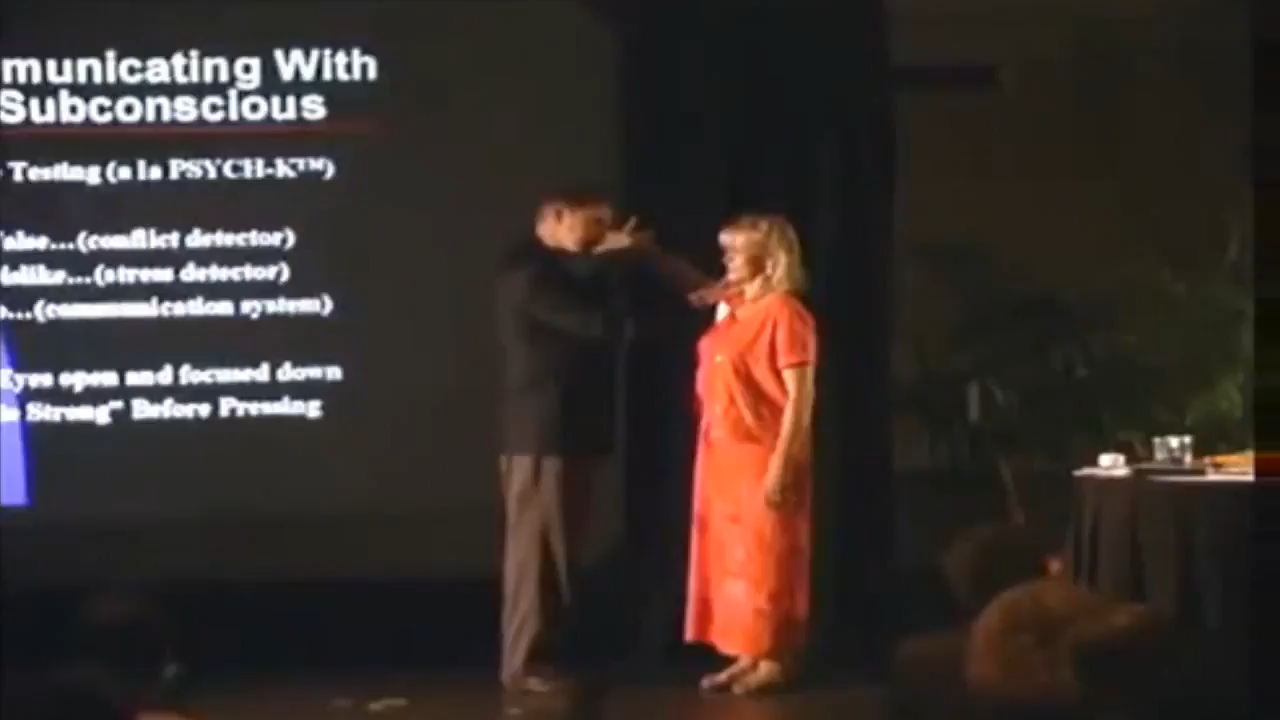 municating With
Subconscious
Testing (a la PSYCH-K™)
alse...(conflict detector)
islike...(stress detector)
o...(communication system)
Eyes open and focused down
e Strong" Before Pressing